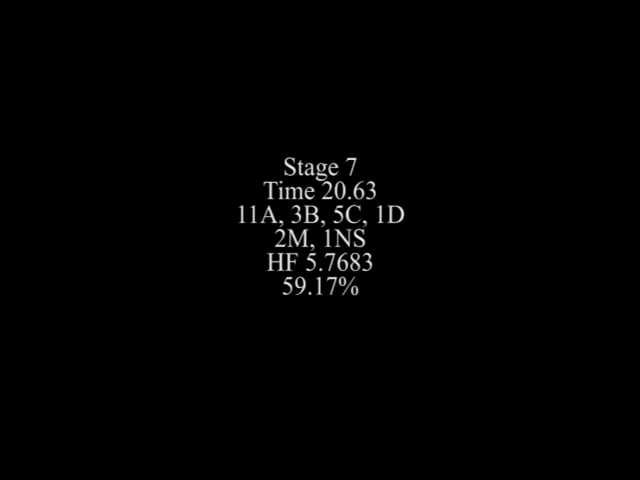 Stage 7
Time 20.63
11A, 3B, 5C, 1D
2M, 1NS
HF 5.7683
59.17%